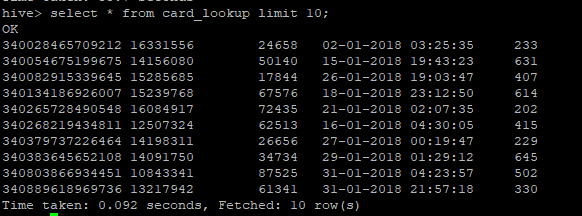 hive> select * from card_lookup limit 10;
OK
340028465709212 16331556 24658 02-01-2018 03:25:35 233
340054675199675 14156080 50140 15-01-2018 19:43:23 631
340082915339645 15285685 17844 26-01-2018 19:03:47 407
340134186926007 15239768 67576 18-01-2018 23:12:50 614
340265728490548 16084917 72435 21-01-2018 02:07:35 202
340268219434811 12507324 62513 16-01-2018 04:30:05 415
340379737226464 14198311 26656 27-01-2018 00:19:47 229
340383645652108 14091750 34734 29-01-2018 01:29:12 645
340803866934451 10843341 87525 31-01-2018 04:23:57 502
340889618969736 13217942 61341 31-01-2018 21:57:18 330
Time taken: 0.092 seconds, Fetched: 10 row(s)